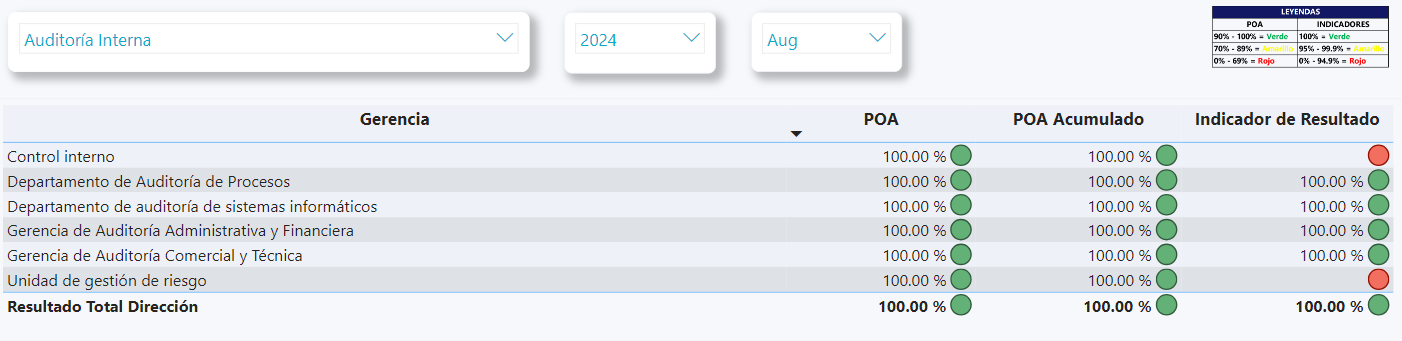 Auditoría Interna
2024
Aug
LEYENDAS
POA INDICADORES
90% - 100% = Verde 100% = Verde
70% - 89% = Amarillo 95% - 99.9% = Amarillo
0% - 69% = Rojo 0% - 94.9% = Rojo
Gerencia POA POA Acumulado Indicador de Resultado
Control interno 100.00 % 100.00 %
Departamento de Auditoría de Procesos 100.00 % 100.00 % 100.00 %
Departamento de auditoría de sistemas informáticos 100.00 % 100.00 % 100.00 %
Gerencia de Auditoría Administrativa y Financiera 100.00 % 100.00 % 100.00 %
Gerencia de Auditoría Comercial y Técnica 100.00 % 100.00 % 100.00 %
Unidad de gestión de riesgo 100.00 % 100.00 %
Resultado Total Dirección 100.00 % 100.00 % 100.00 %